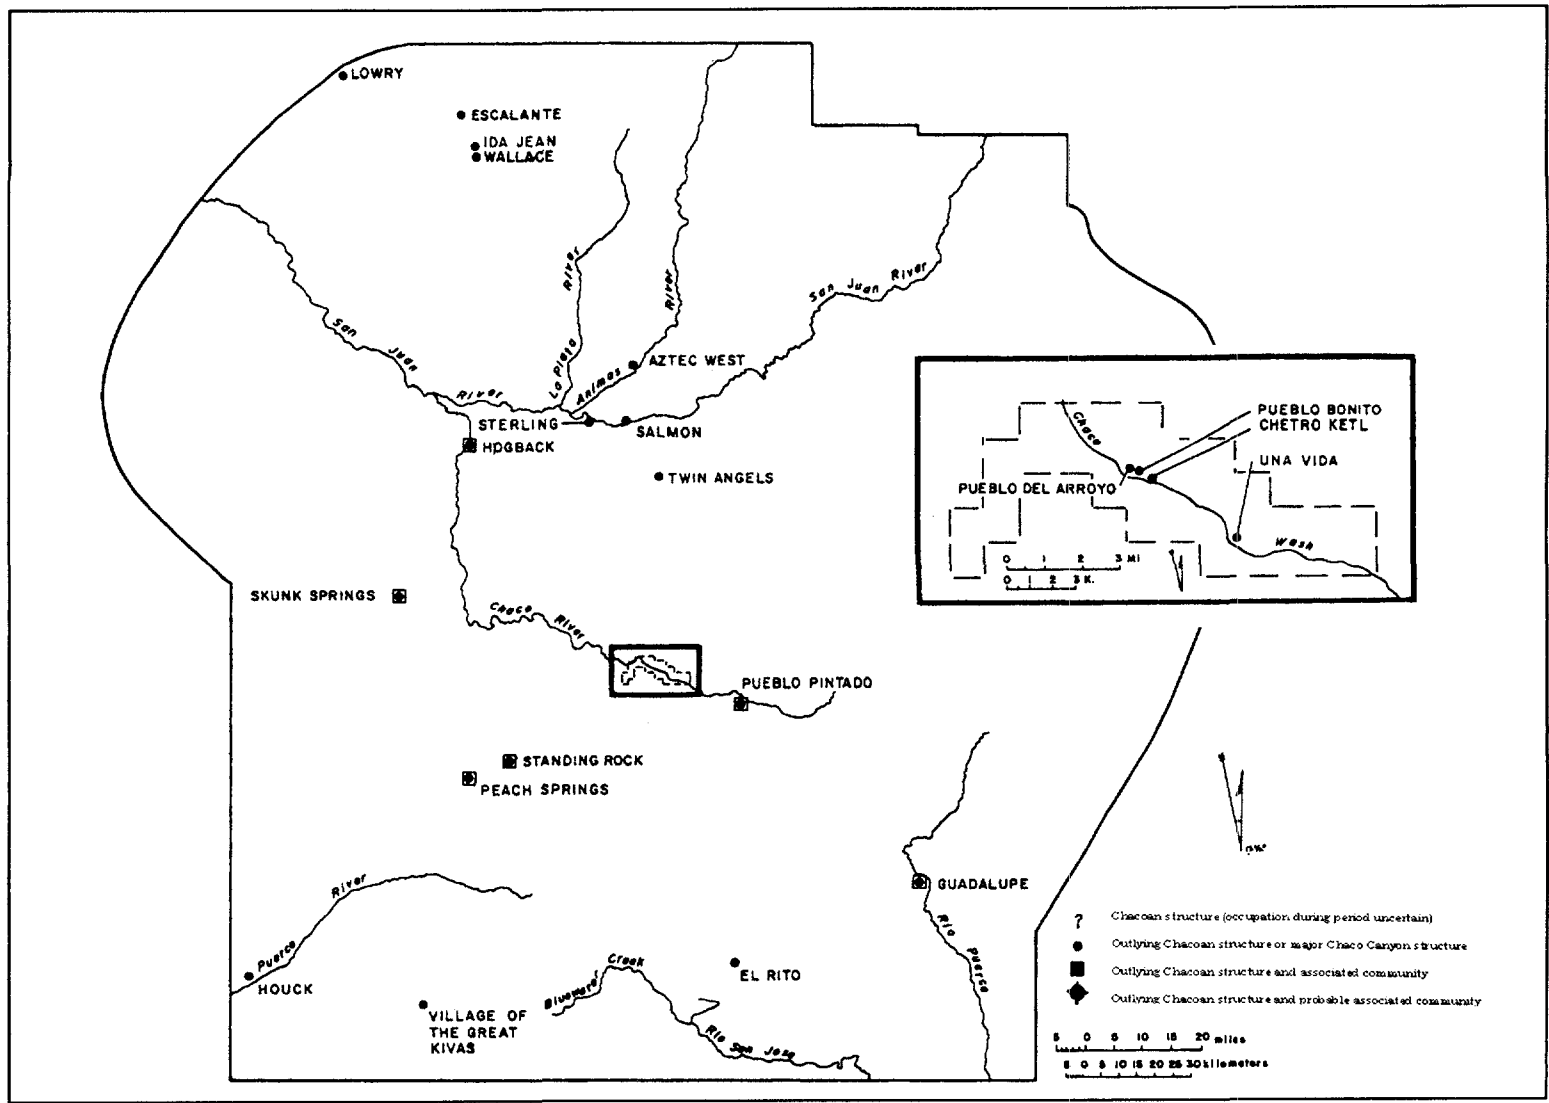 LOWRY
ESCALANTE
IDA JEAN
WALLACE
La Plata River
Animas River
San Juan River
San Juan River
AZTEC WEST
STERLING
SALMON
HOGBACK
TWIN ANGELS
PUEBLO BONITO
CHETRO KETL
UNA VIDA
PUEBLO DEL ARROYO
Chaco Wash
0 1 2 3 MI
0 1 2 3 K.
SKUNK SPRINGS
Chaco River
PUEBLO PINTADO
STANDING ROCK
PEACH SPRINGS
GUADALUPE
Rio Puerco
Puerco River
HOUCK
VILLAGE OF
THE GREAT
KIVAS
Creek
EL RITO
Rio San Jose
? Chacoan structure (occupation during period uncertain)
Outlying Chacoan structure or major Chaco Canyon structure
Outlying Chacoan structure and associated community
Outlying Chacoan structure and probable associated community
5 0 5 10 15 20 miles
5 0 5 10 15 20 25 30 kilometers